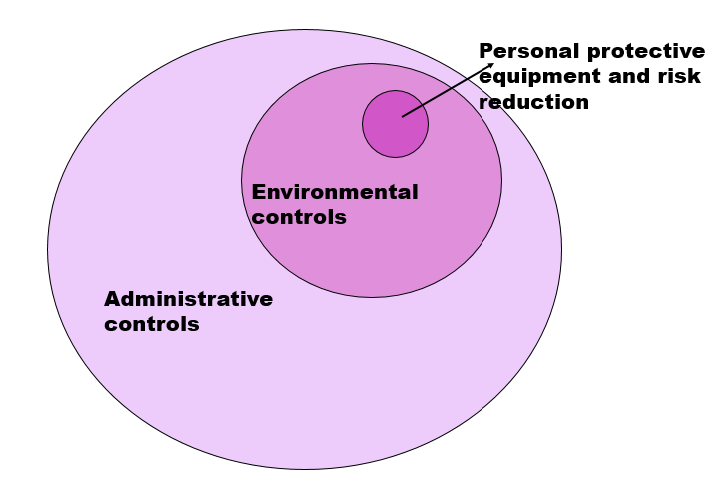 Personal protective
equipment and risk
reduction
Environmental
controls
Administrative
controls